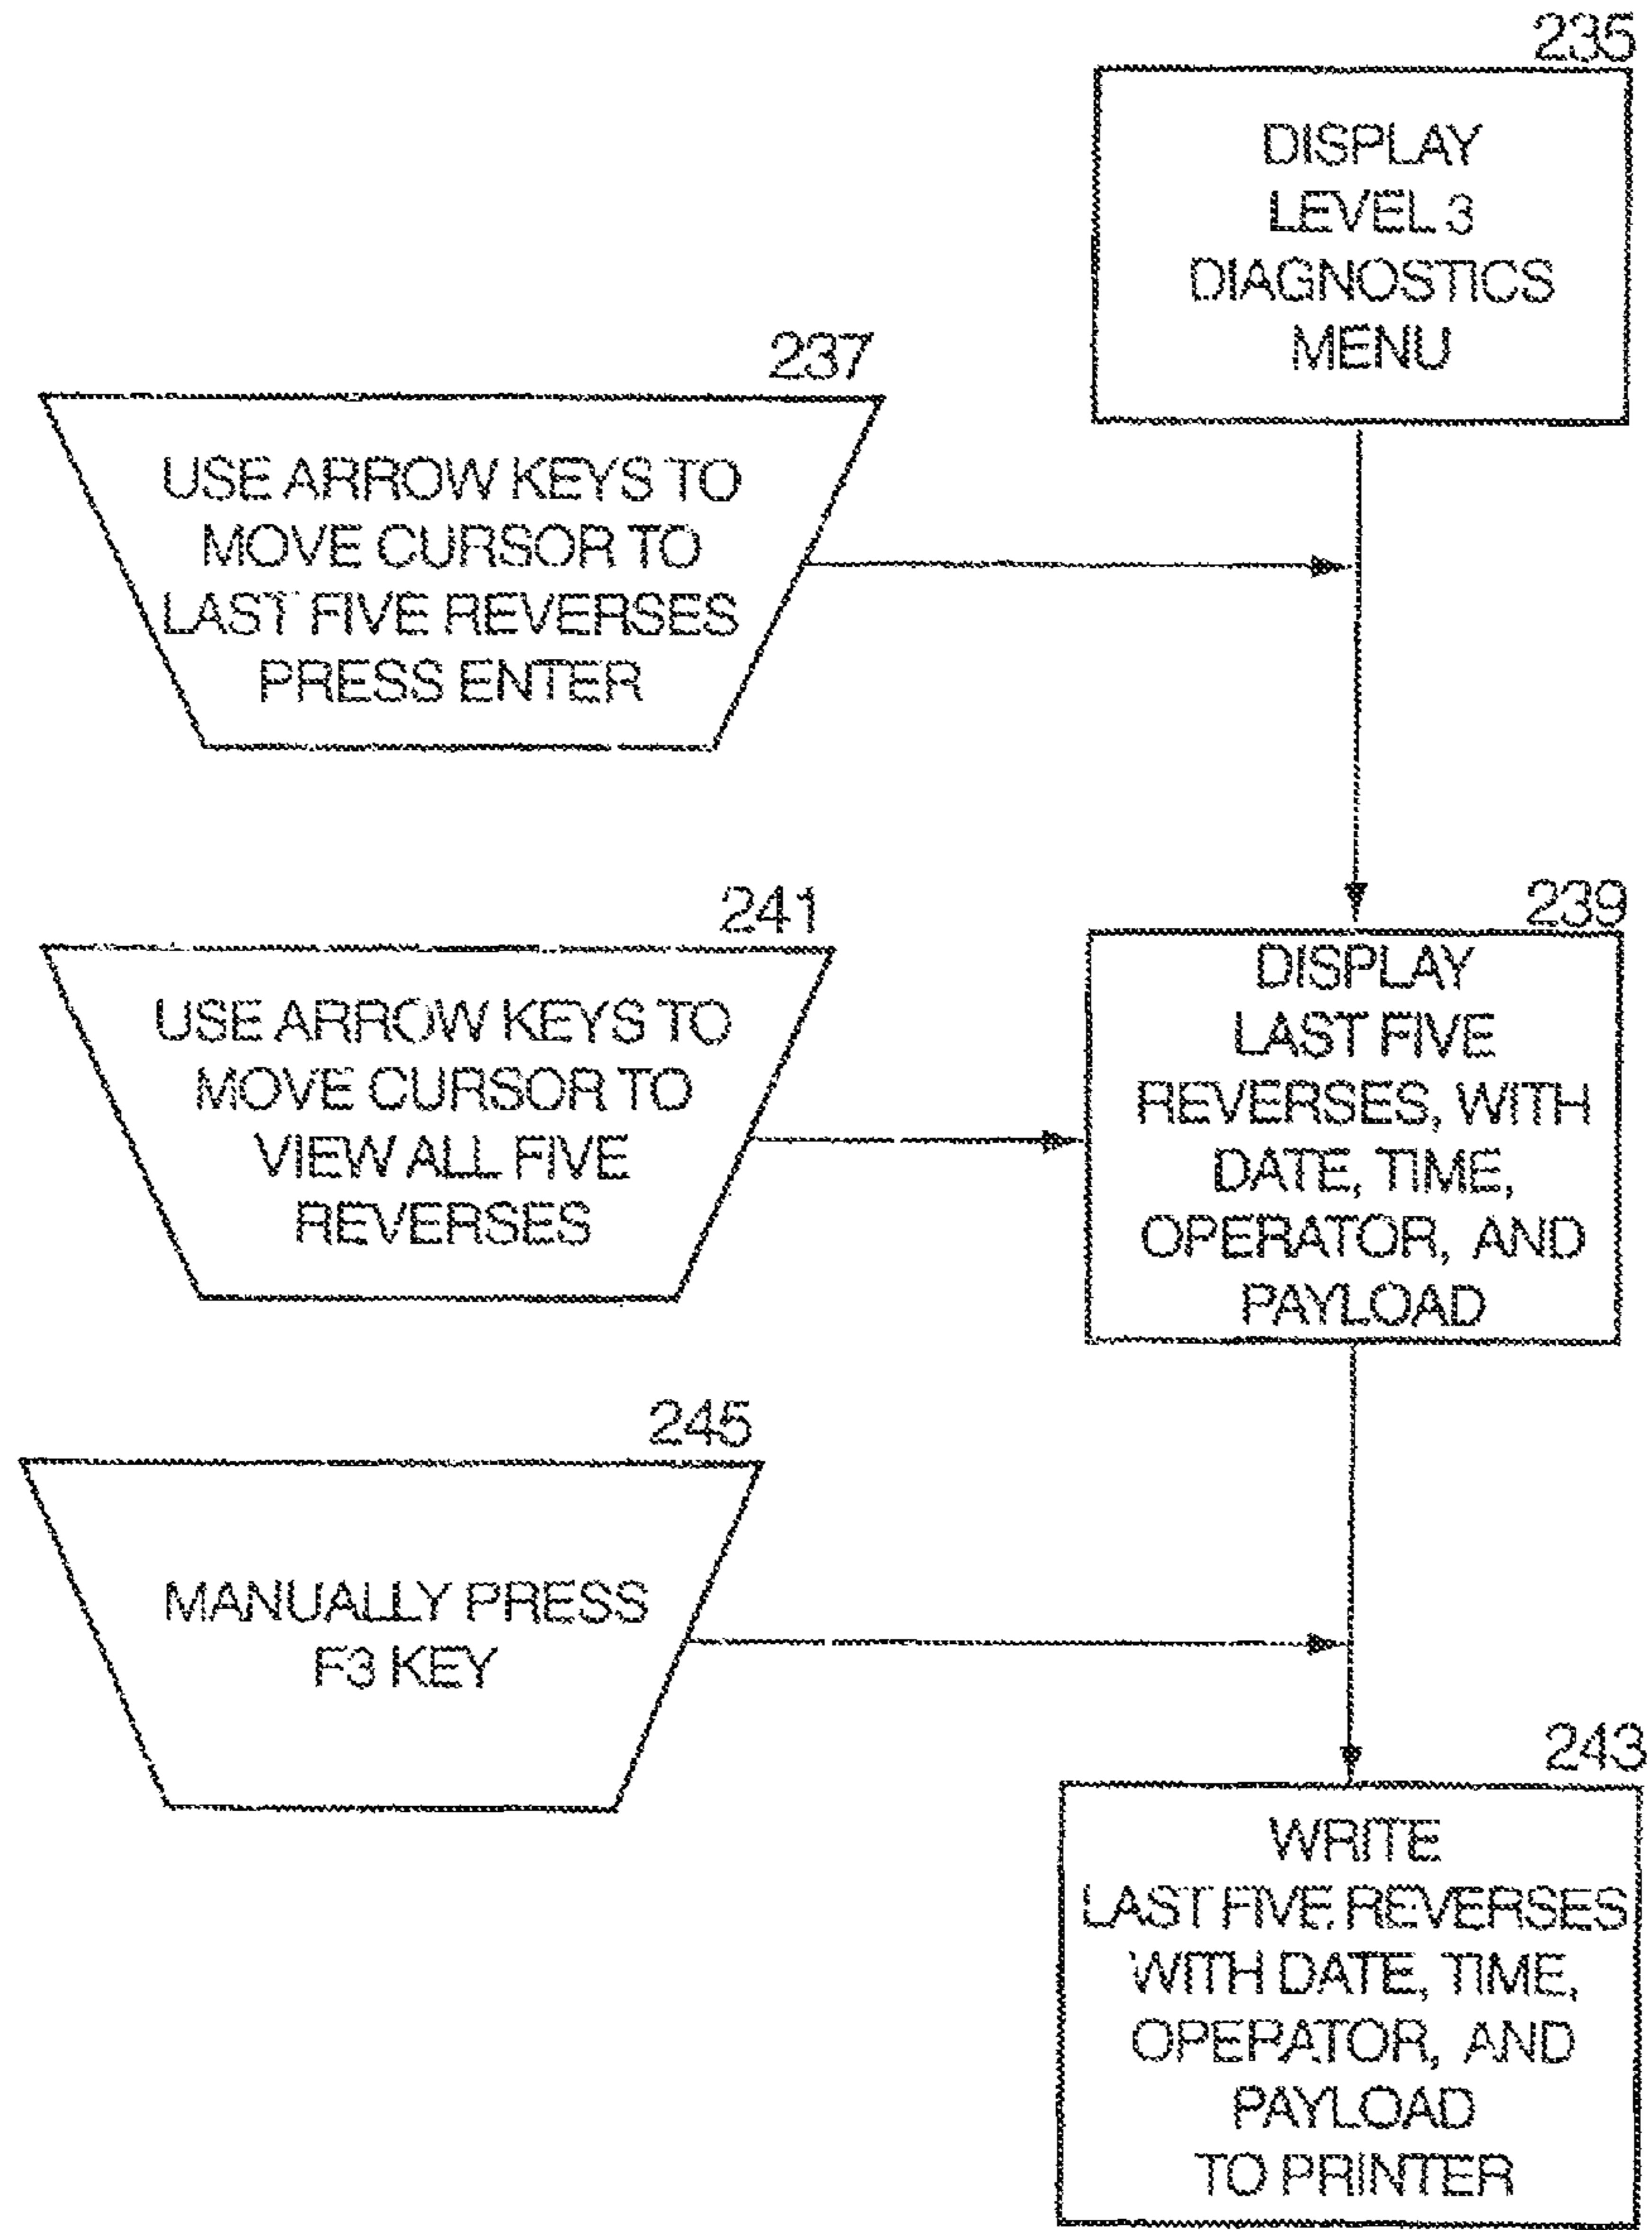 235
DISPLAY
LEVEL 3
DIAGNOSTICS
MENU
237
USE ARROW KEYS TO
MOVE CURSOR TO
LAST FIVE REVERSES
PRESS ENTER
239
DISPLAY
LAST FIVE
REVERSES, WITH
DATE, TIME,
OPERATOR, AND
PAYLOAD
241
USE ARROW KEYS TO
MOVE CURSOR TO
VIEW ALL FIVE
REVERSES
245
MANUALLY PRESS
F3 KEY
243
WRITE
LAST FIVE REVERSES
WITH DATE, TIME,
OPERATOR, AND
PAYLOAD
TO PRINTER